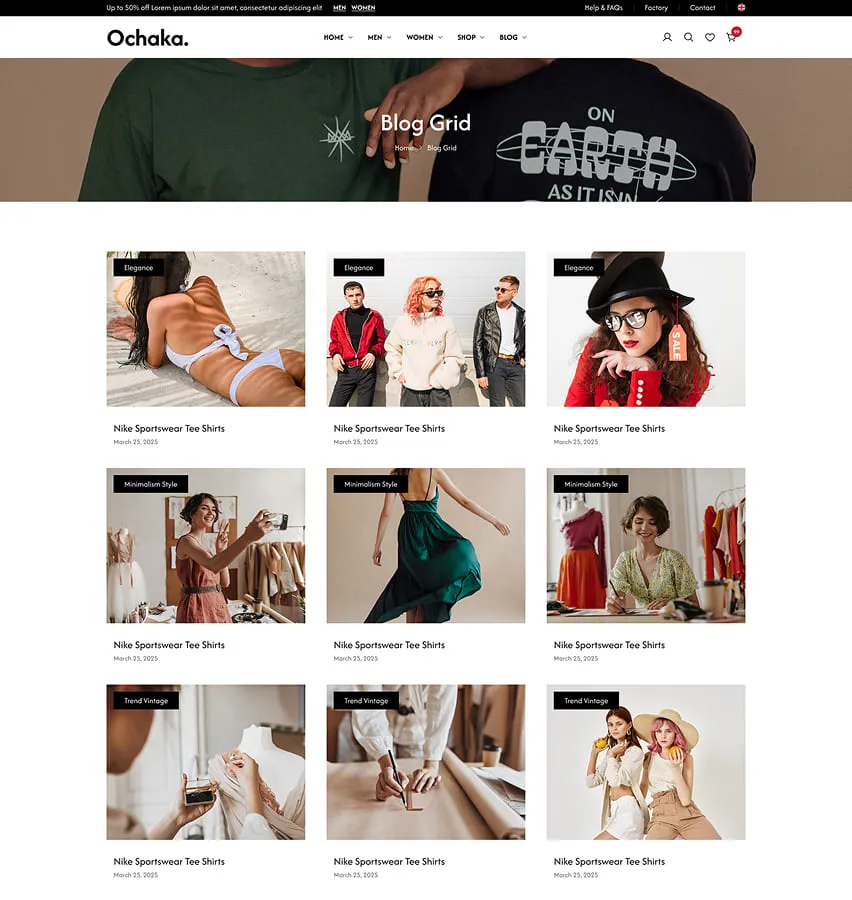 Up to 50% off Lorem ipsum dolor sit amet, consectetur adipiscing elit MEN WOMEN Help & FAQs Factory Contact
Ochaka. HOME MEN WOMEN SHOP BLOG 99
Blog Grid
Home Blog Grid
ON
EARTH
AS IT IS IN
Elegance Elegance Elegance
SALE
Nike Sportswear Tee Shirts Nike Sportswear Tee Shirts Nike Sportswear Tee Shirts
March 25, 2025 March 25, 2025 March 25, 2025
Minimalism Style Minimalism Style Minimalism Style
Nike Sportswear Tee Shirts Nike Sportswear Tee Shirts Nike Sportswear Tee Shirts
March 25, 2025 March 25, 2025 March 25, 2025
Trend Vintage Trend Vintage Trend Vintage
Nike Sportswear Tee Shirts Nike Sportswear Tee Shirts Nike Sportswear Tee Shirts
March 25, 2025 March 25, 2025 March 25, 2025